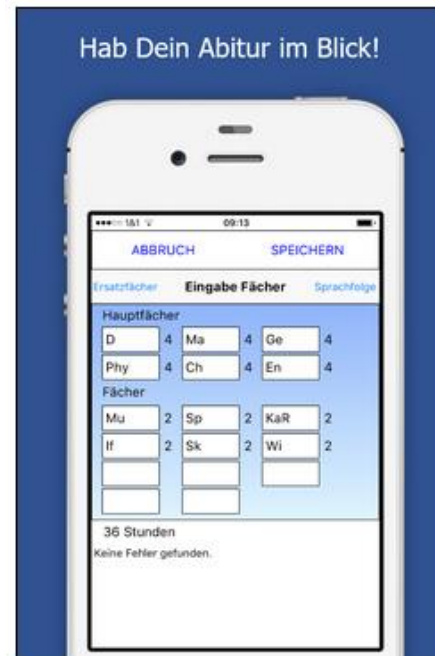 Hab Dein Abitur im Blick!
1&1 09:13
ABBRUCH SPEICHERN
Ersatzfächer Eingabe Fächer Sprachfolge
Hauptfächer
D 4 Ma 4 Ge 4
Phy 4 Ch 4 En 4
Fächer
Mu 2 Sp 2 KaR 2
If 2 Sk 2 Wi 2
36 Stunden
Keine Fehler gefunden.